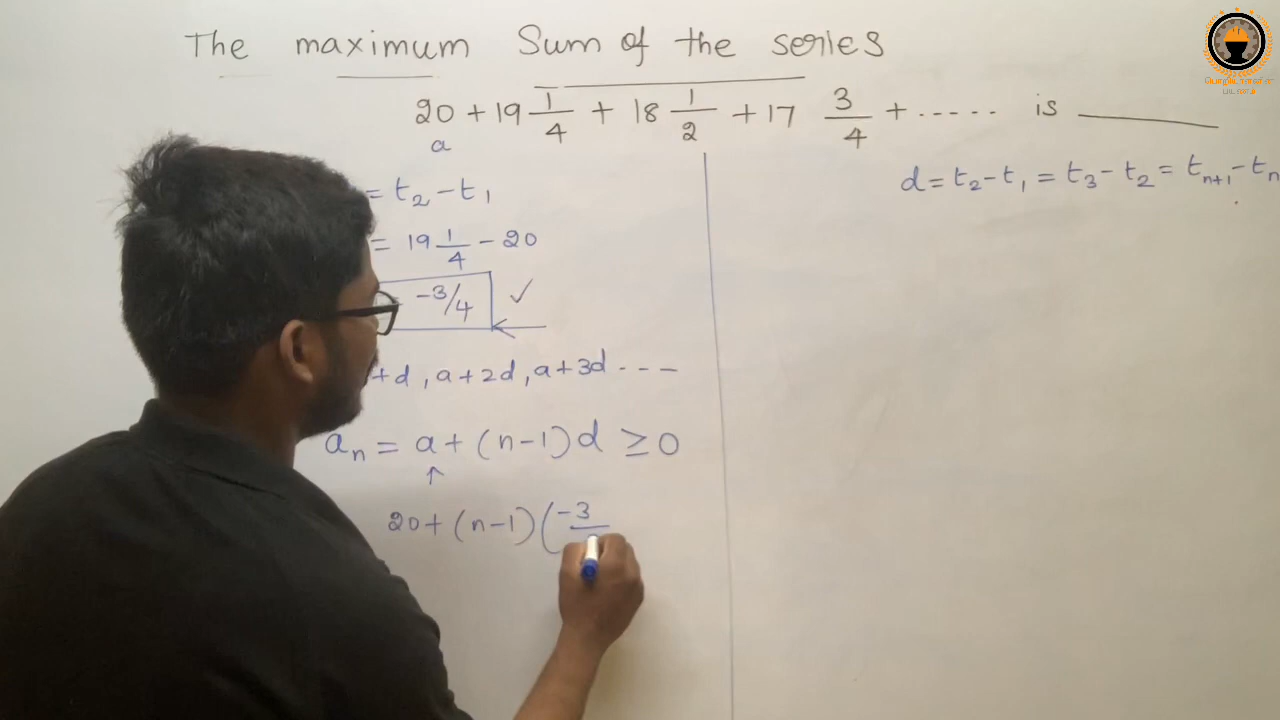 The maximum Sum of the series
20 + 19 1/4 + 18 1/2 + 17 3/4 + ..... is ______
a
= t₂ - t₁
d = t₂ - t₁ = t₃ - t₂ = tₙ₊₁ - tₙ
= 19 1/4 - 20
-3/4 ✓
+ d, a + 2d, a + 3d ---
aₙ = a + (n-1)d ≥ 0
↑
20 + (n-1)(-3